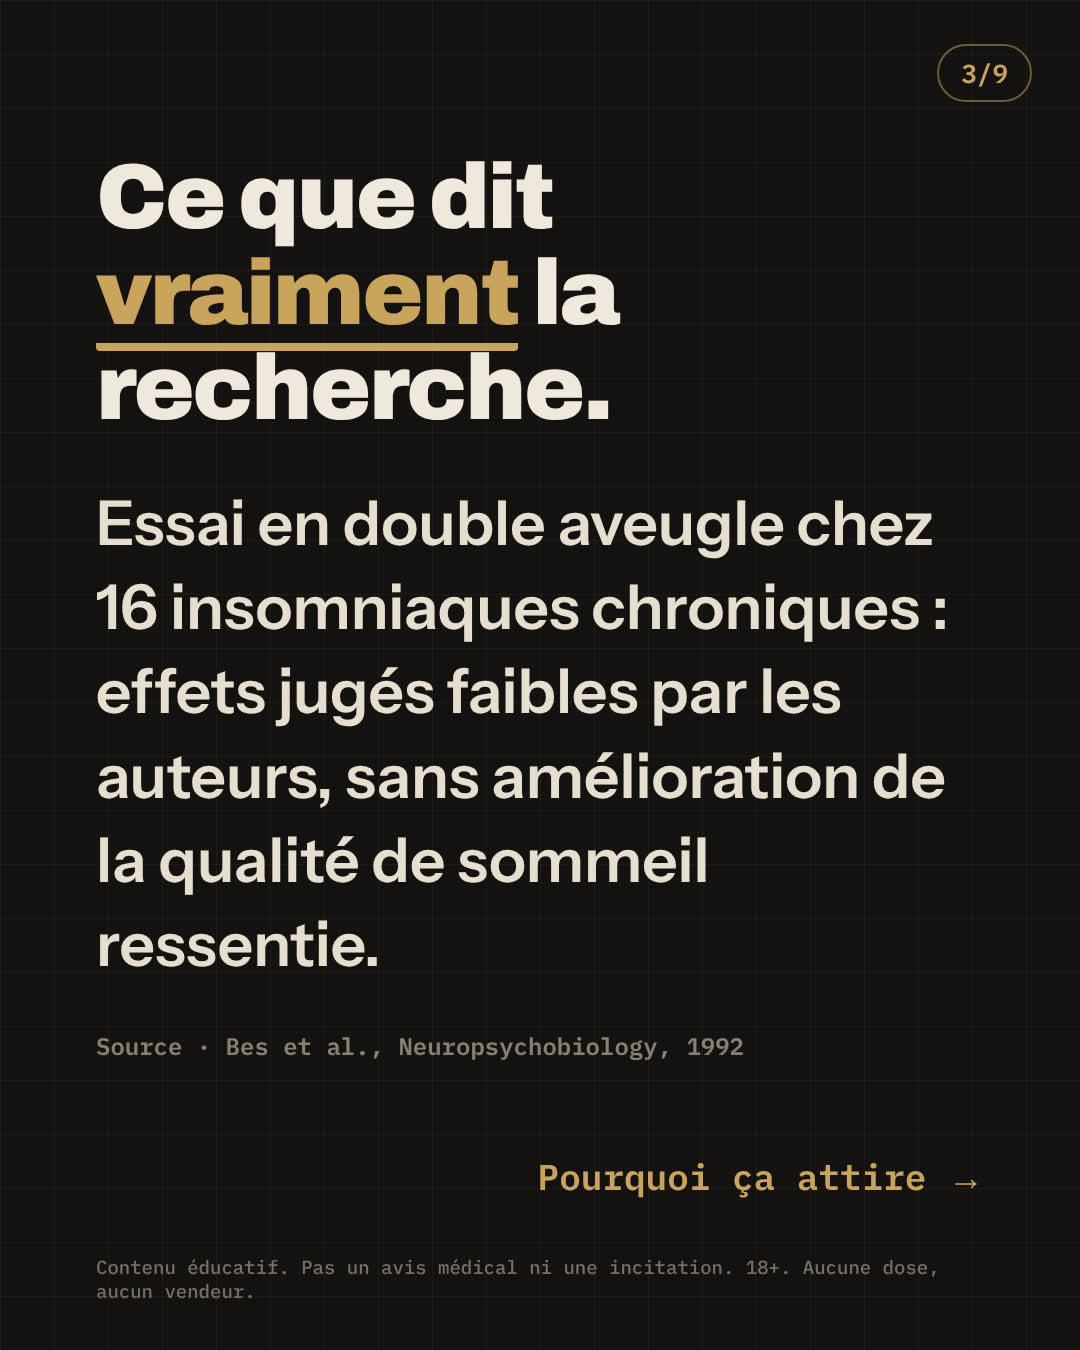 3/9
Ce que dit
vraiment la
recherche.
Essai en double aveugle chez
16 insomniaques chroniques :
effets jugés faibles par les
auteurs, sans amélioration de
la qualité de sommeil
ressentie.
Source · Bes et al., Neuropsychobiology, 1992
Pourquoi ça attire →
Contenu éducatif. Pas un avis médical ni une incitation. 18+. Aucune dose,
aucun vendeur.